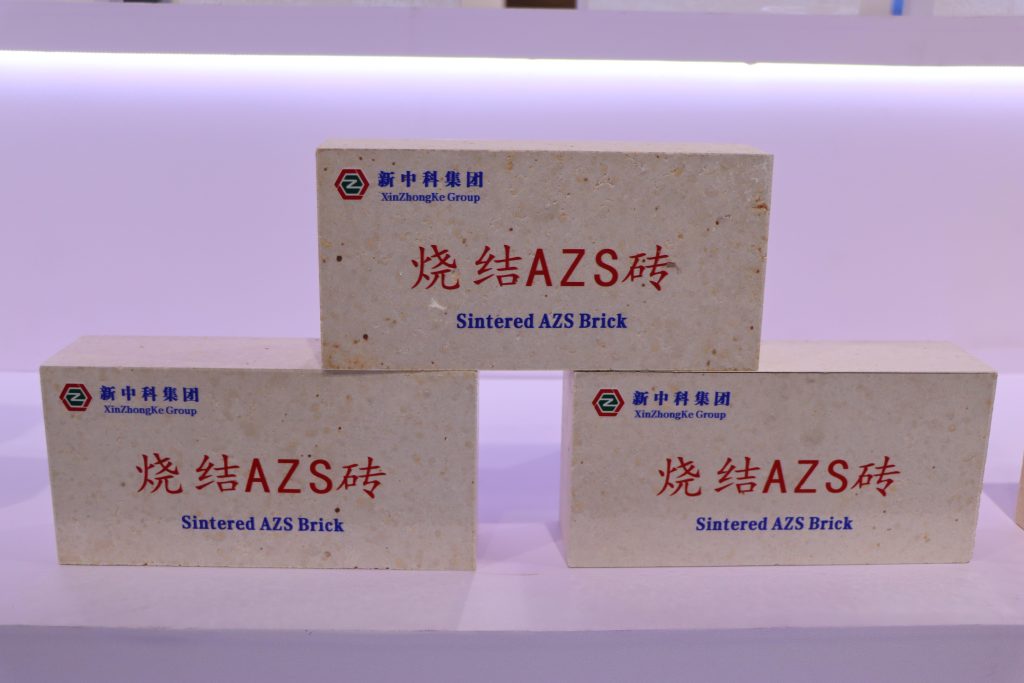 新中科集团
XinZhongKe Group
烧结AZS砖
Sintered AZS Brick
新中科集团
XinZhongKe Group
烧结AZS砖
Sintered AZS Brick
新中科集团
XinZhongKe Group
烧结AZS砖
Sintered AZS Brick